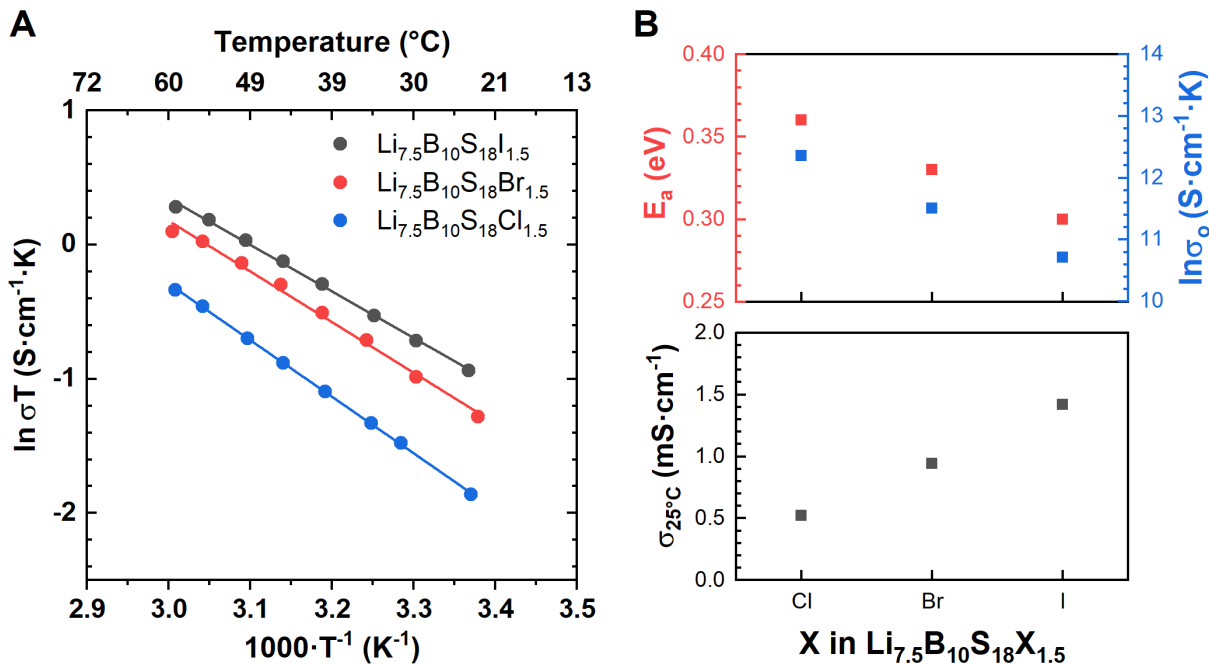 A
Temperature (°C)
72 60 49 39 30 21 13
1
0
-1
-2
ln σT (S·cm⁻¹·K)
Li₇.₅B₁₀S₁₈I₁.₅
Li₇.₅B₁₀S₁₈Br₁.₅
Li₇.₅B₁₀S₁₈Cl₁.₅
2.9 3.0 3.1 3.2 3.3 3.4 3.5
1000·T⁻¹ (K⁻¹)
B
0.40
0.35
0.30
0.25
Eₐ (eV)
14
13
12
11
10
lnσₒ (S·cm⁻¹·K)
2.0
1.5
1.0
0.5
0.0
σ₂₅°C (mS·cm⁻¹)
Cl Br I
X in Li₇.₅B₁₀S₁₈X₁.₅